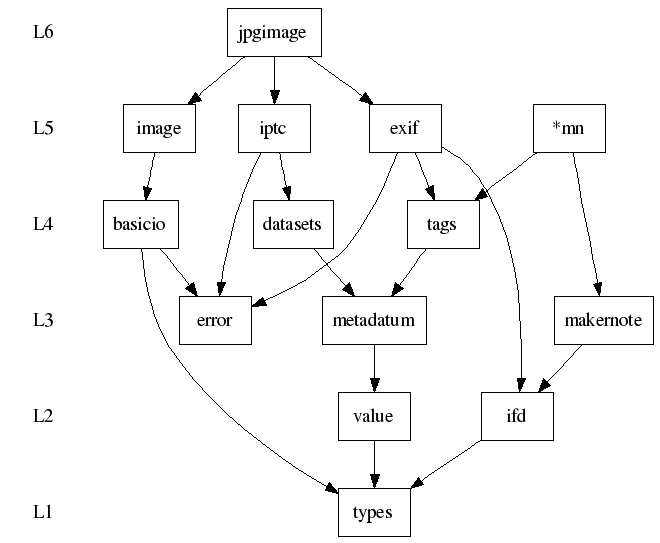 L6 jpgimage
L5 image iptc exif *mn
L4 basicio datasets tags
L3 error metadatum makernote
L2 value ifd
L1 types